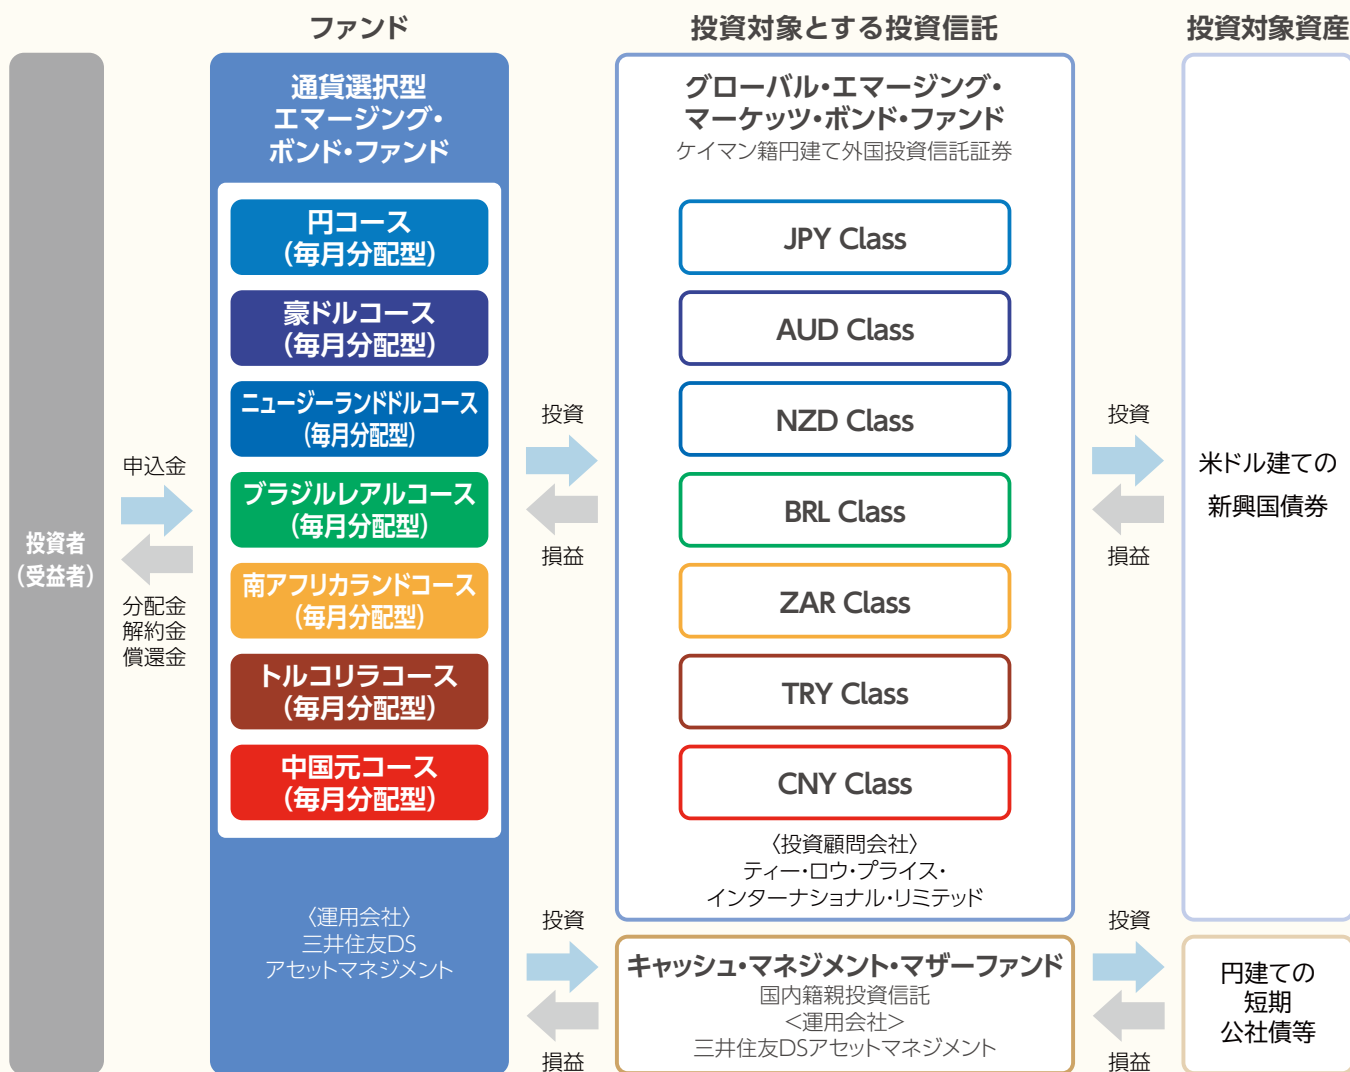 ファンド
投資対象とする投資信託
投資対象資産
投資者
(受益者)
申込金
分配金
解約金
償還金
通貨選択型
エマージング・
ボンド・ファンド
円コース
(毎月分配型)
豪ドルコース
(毎月分配型)
ニュージーランドドルコース
(毎月分配型)
ブラジルレアルコース
(毎月分配型)
南アフリカランドコース
(毎月分配型)
トルコリラコース
(毎月分配型)
中国元コース
(毎月分配型)
〈運用会社〉
三井住友DS
アセットマネジメント
投資
損益
投資
損益
グローバル・エマージング・
マーケッツ・ボンド・ファンド
ケイマン籍円建て外国投資信託証券
JPY Class
AUD Class
NZD Class
BRL Class
ZAR Class
TRY Class
CNY Class
〈投資顧問会社〉
ティー・ロウ・プライス・
インターナショナル・リミテッド
キャッシュ・マネジメント・マザーファンド
国内籍親投資信託
<運用会社>
三井住友DSアセットマネジメント
投資
損益
投資
損益
米ドル建ての
新興国債券
円建ての
短期
公社債等